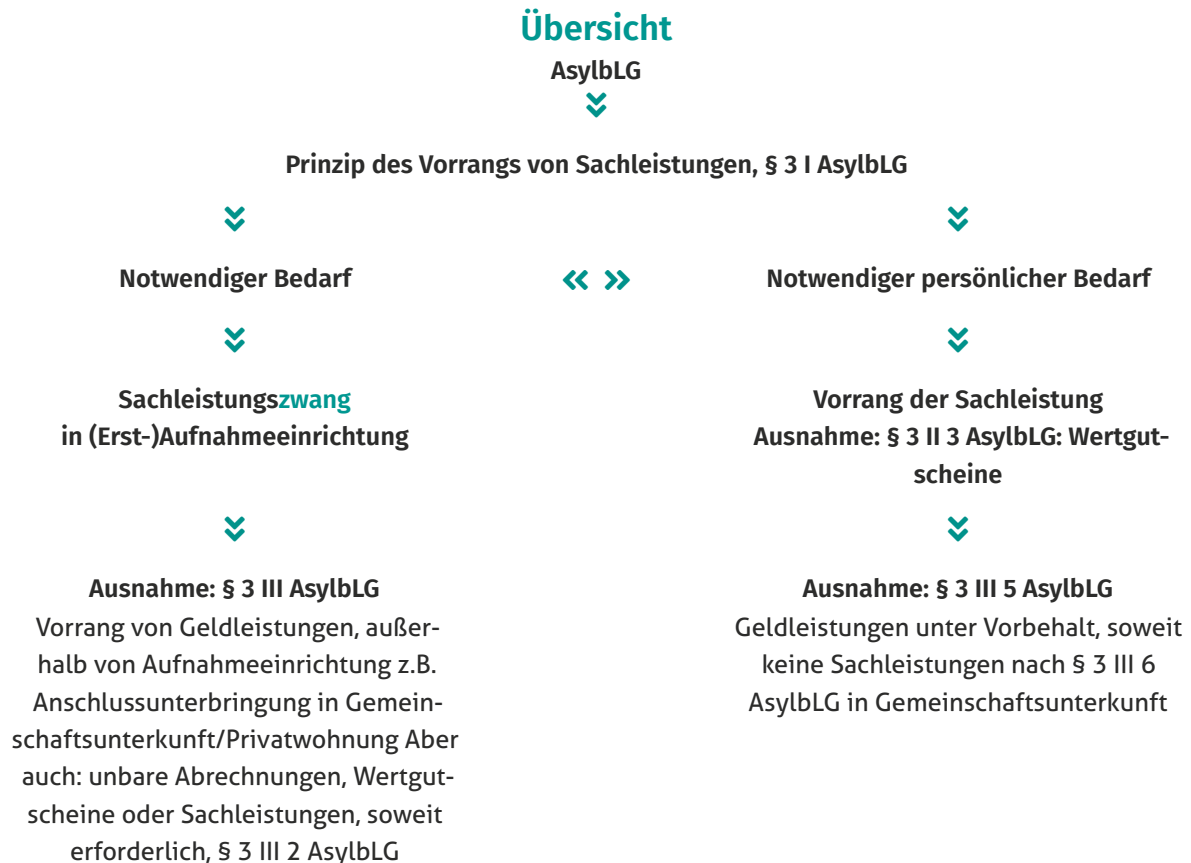 Übersicht
AsylbLG
Prinzip des Vorrangs von Sachleistungen, § 3 I AsylbLG
Notwendiger Bedarf
Notwendiger persönlicher Bedarf
Sachleistungszwang
in (Erst-)Aufnahmeeinrichtung
Vorrang der Sachleistung
Ausnahme: § 3 II 3 AsylbLG: Wertgut-
scheine
Ausnahme: § 3 III AsylbLG
Vorrang von Geldleistungen, außer-
halb von Aufnahmeeinrichtung z.B.
Anschlussunterbringung in Gemein-
schaftsunterkunft/Privatwohnung Aber
auch: unbare Abrechnungen, Wertgut-
scheine oder Sachleistungen, soweit
erforderlich, § 3 III 2 AsylbLG
Ausnahme: § 3 III 5 AsylbLG
Geldleistungen unter Vorbehalt, soweit
keine Sachleistungen nach § 3 III 6
AsylbLG in Gemeinschaftsunterkunft